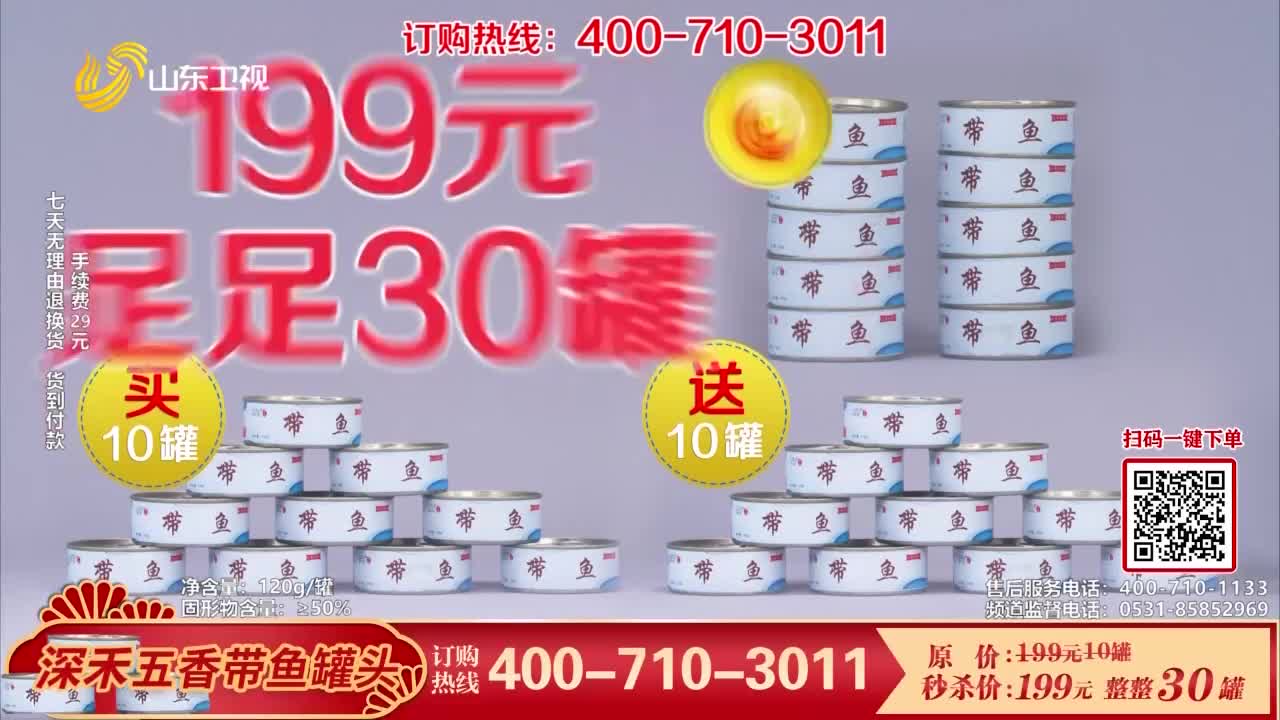 订购热线：400-710-3011
山东卫视
199元
足足30罐
七天无理由退换货 货到付款
手续费29元
买
10罐
送
10罐
带 鱼
扫码一键下单
净含量：120g/罐
固形物含量：≥50%
售后服务电话：400-710-1133
频道监督电话：0531-85852969
深禾五香带鱼罐头
订购热线
400-710-3011
原 价：199元10罐
秒杀价：199元 整整30罐